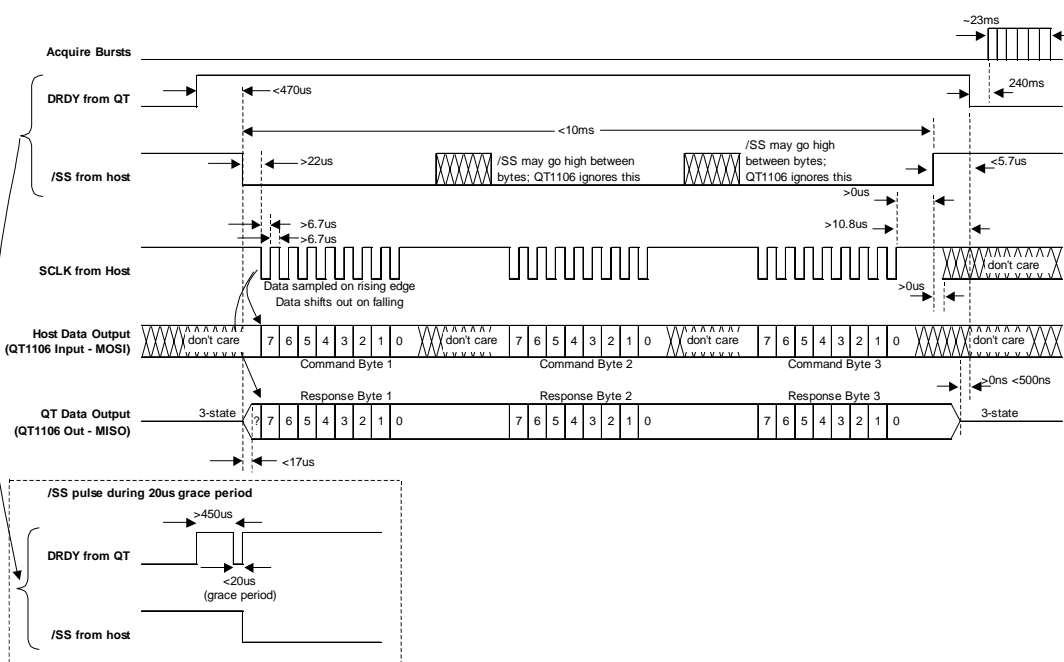 ~23ms
Acquire Bursts
DRDY from QT
<470us
240ms
<10ms
/SS from host
>22us
/SS may go high between
bytes; QT1106 ignores this
/SS may go high
between bytes;
QT1106 ignores this
<5.7us
>0us
>6.7us
>6.7us
>10.8us
SCLK from Host
don't care
Data sampled on rising edge
Data shifts out on falling
>0us
Host Data Output
(QT1106 Input - MOSI)
don't care
7 6 5 4 3 2 1 0
don't care
7 6 5 4 3 2 1 0
don't care
7 6 5 4 3 2 1 0
don't care
Command Byte 1
Command Byte 2
Command Byte 3
>0ns <500ns
Response Byte 1
Response Byte 2
Response Byte 3
QT Data Output
(QT1106 Out - MISO)
3-state
? 7 6 5 4 3 2 1 0
7 6 5 4 3 2 1 0
7 6 5 4 3 2 1 0
3-state
<17us
/SS pulse during 20us grace period
>450us
DRDY from QT
<20us
(grace period)
/SS from host